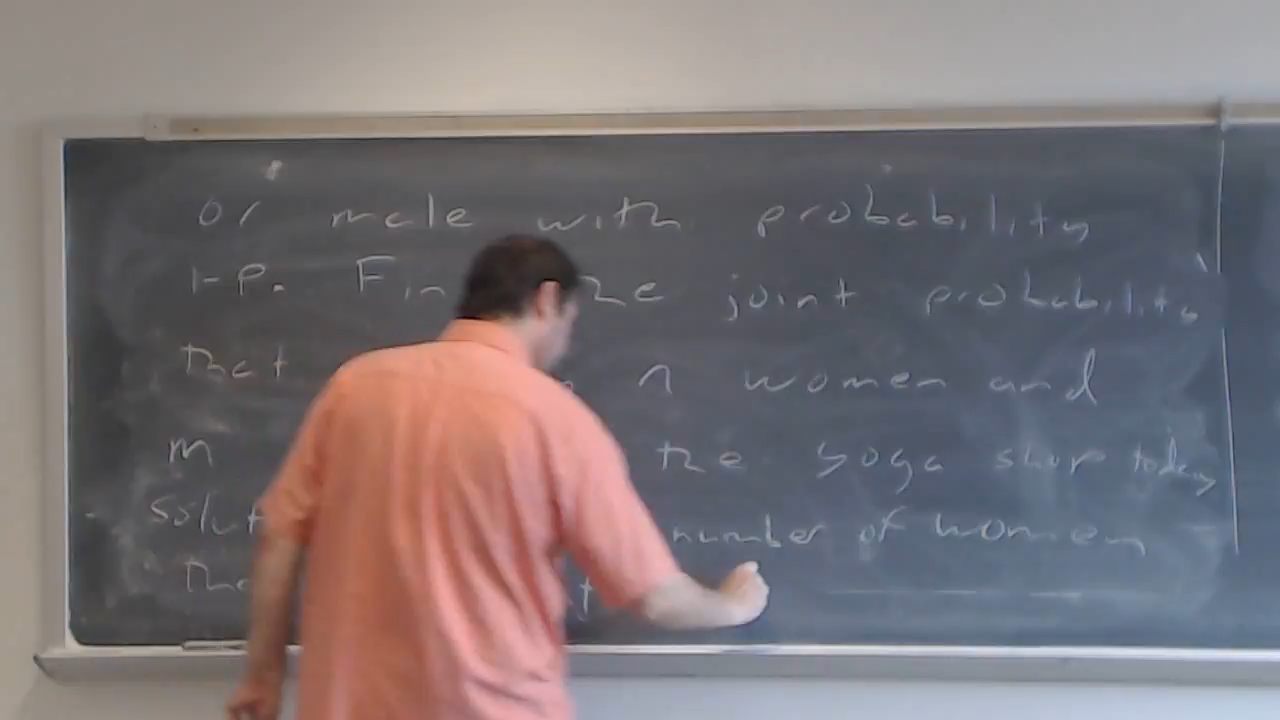 or male with probability
1-P. Fin the joint probability
that n women and
m the yoga shop today
Solut number of women
the